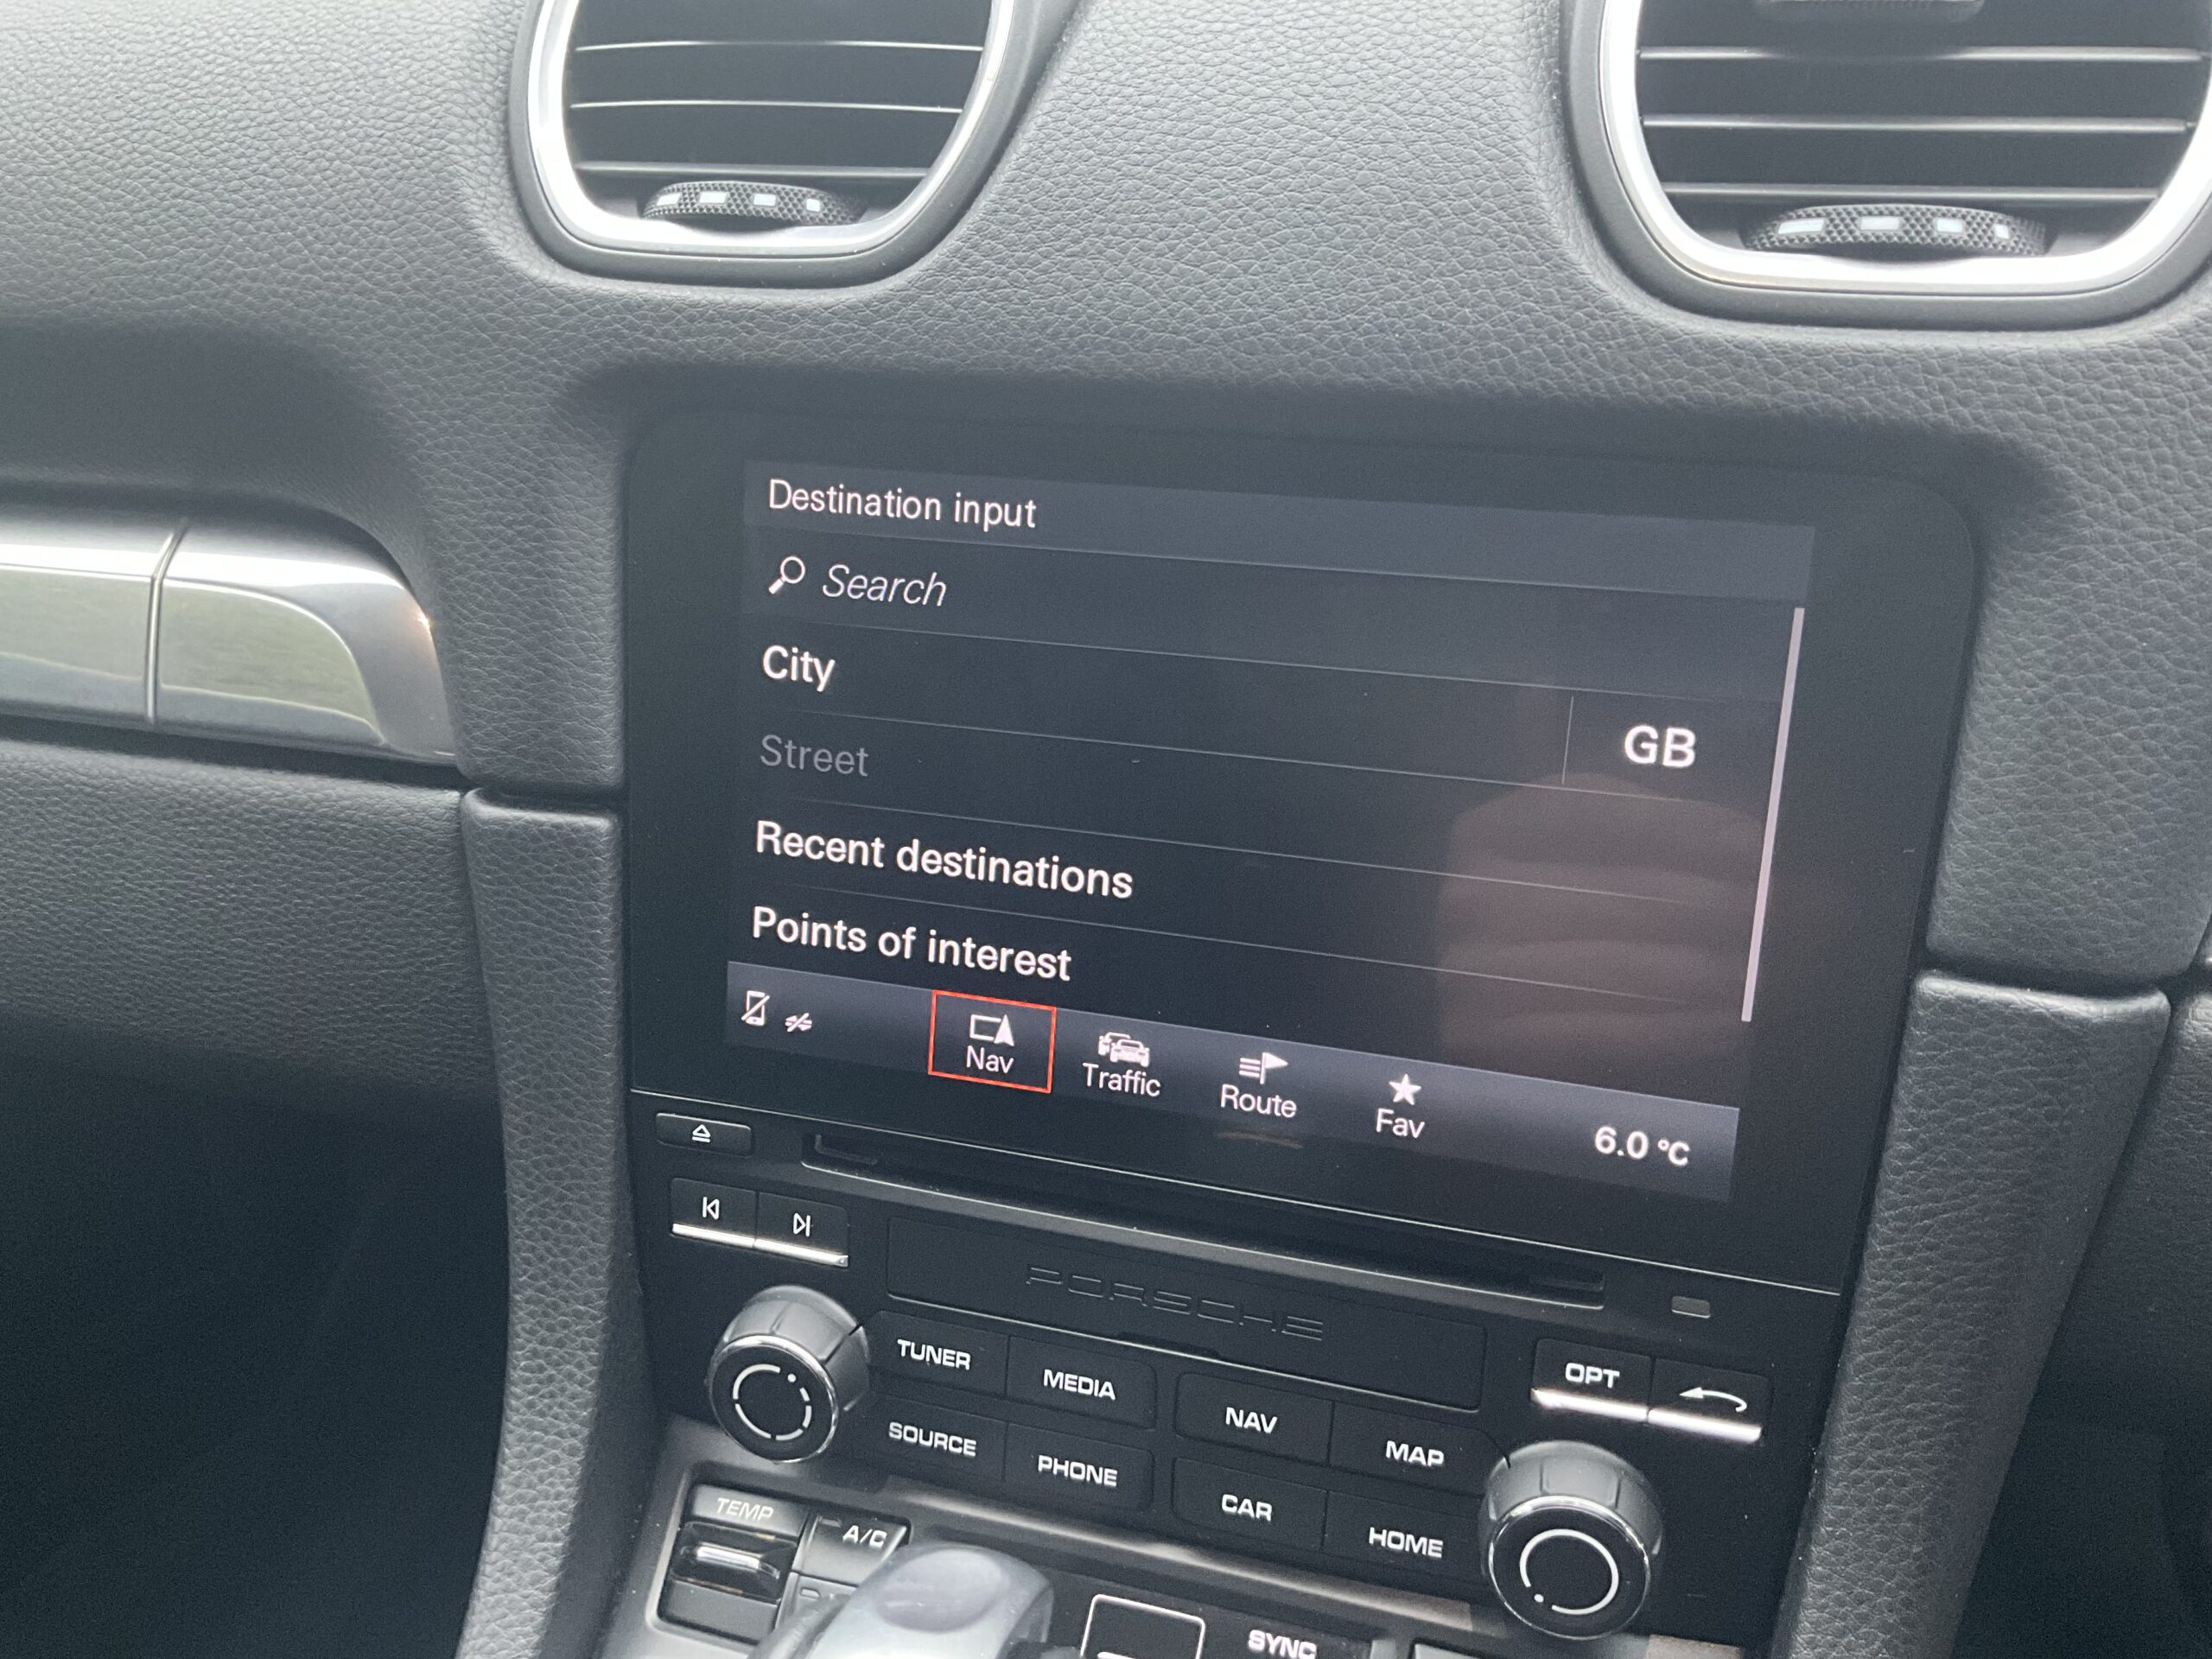 Destination input
Search
City
GB
Street
Recent destinations
Points of interest
Nav
Traffic
Route
Fav
6.0 °C
PORSCHE
TUNER
MEDIA
NAV
MAP
OPT
SOURCE
PHONE
CAR
HOME
TEMP
A/C
SYNC